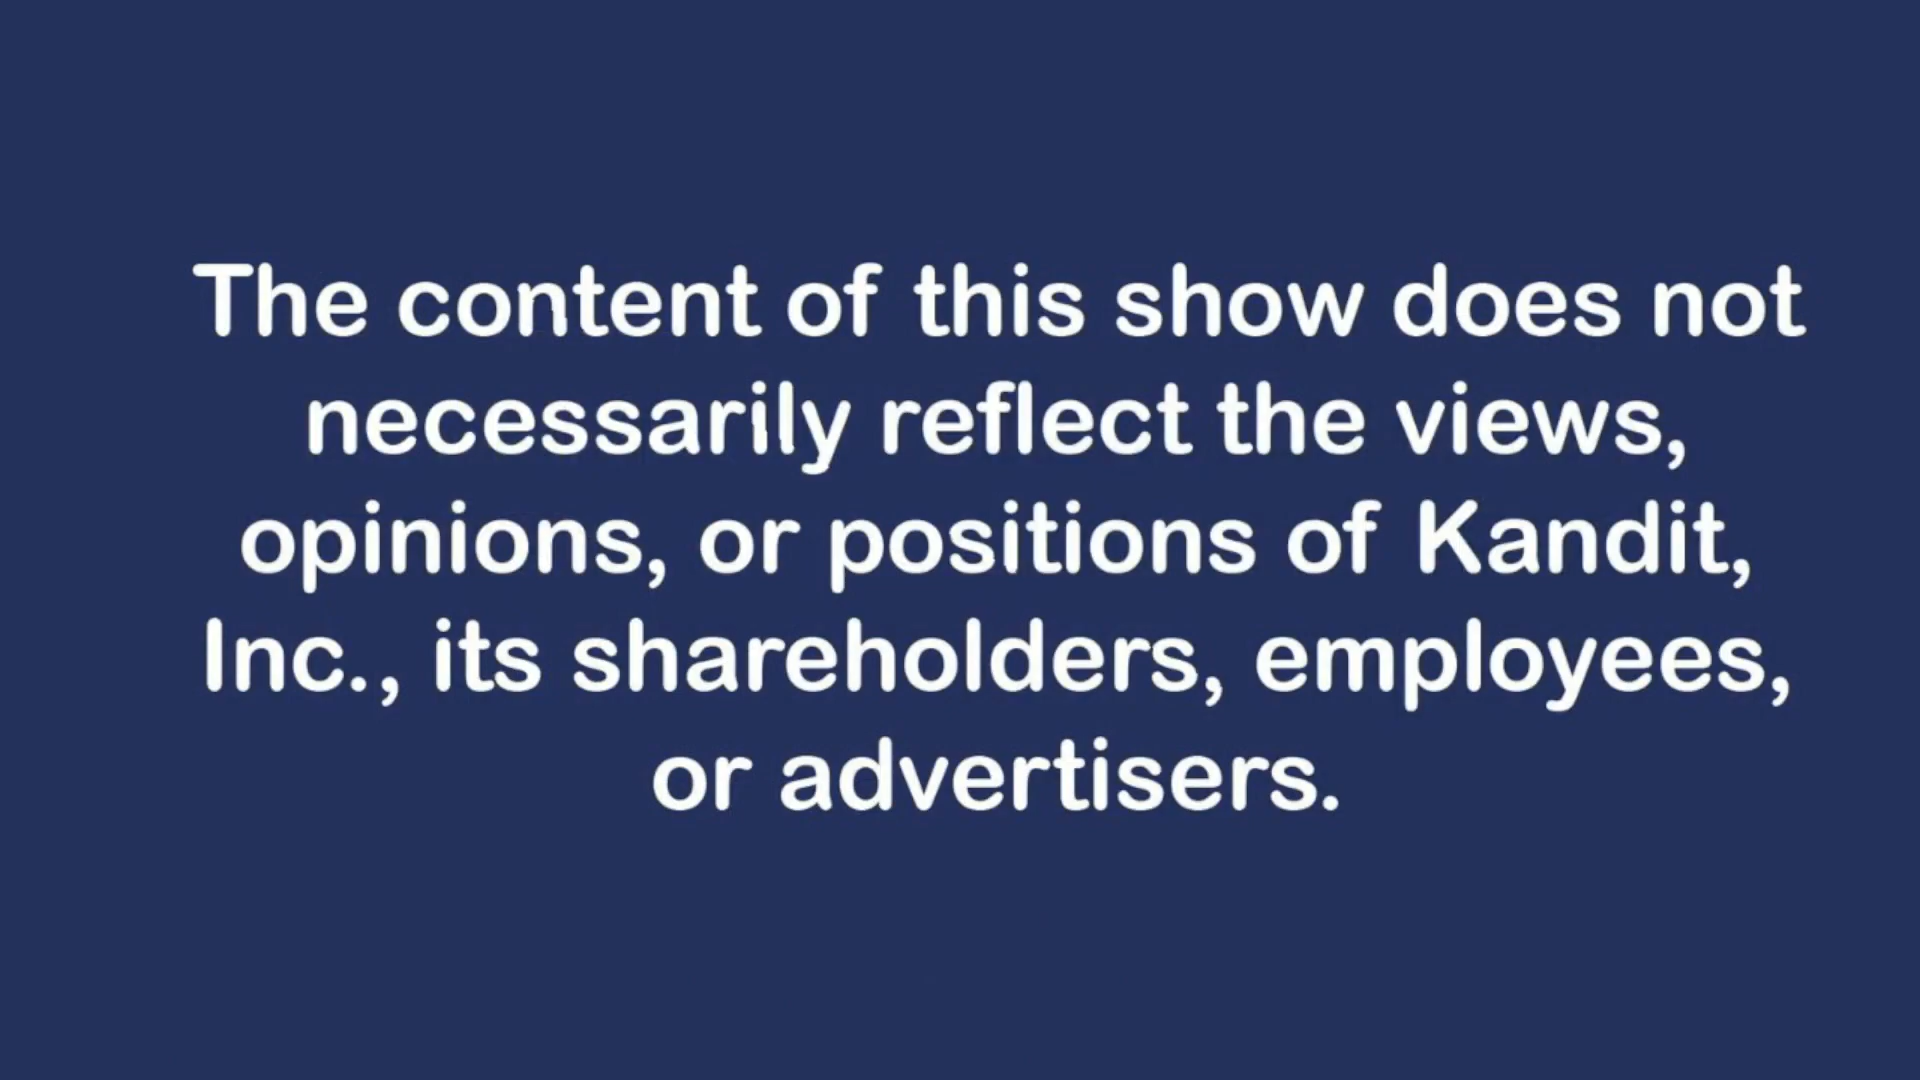 The content of this show does not
necessarily reflect the views,
opinions, or positions of Kandit,
Inc., its shareholders, employees,
or advertisers.